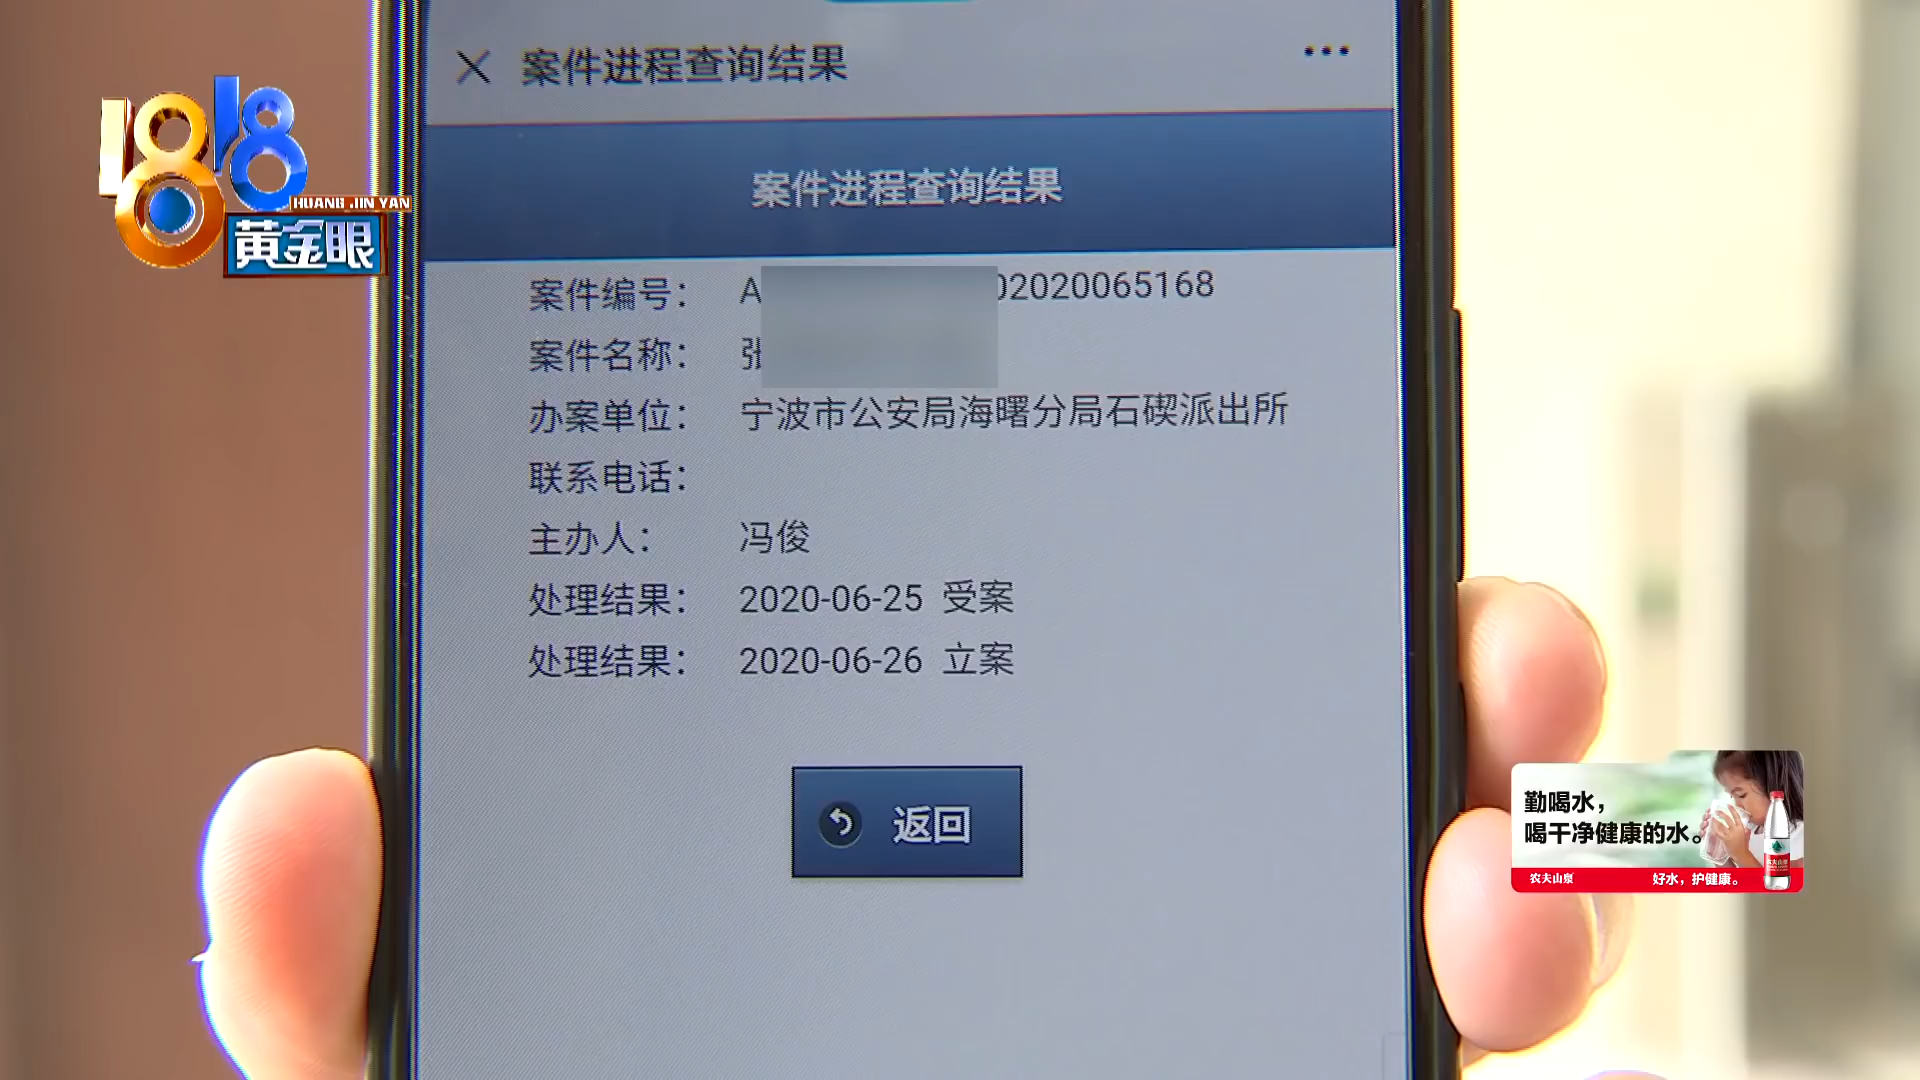 案件进程查询结果
1818
HUANG JIN YAN
黄金眼
案件进程查询结果
案件编号： A 02020065168
案件名称： 张
办案单位： 宁波市公安局海曙分局石碶派出所
联系电话：
主办人： 冯俊
处理结果： 2020-06-25 受案
处理结果： 2020-06-26 立案
返回
勤喝水，
喝干净健康的水。
农夫山泉 好水，护健康。